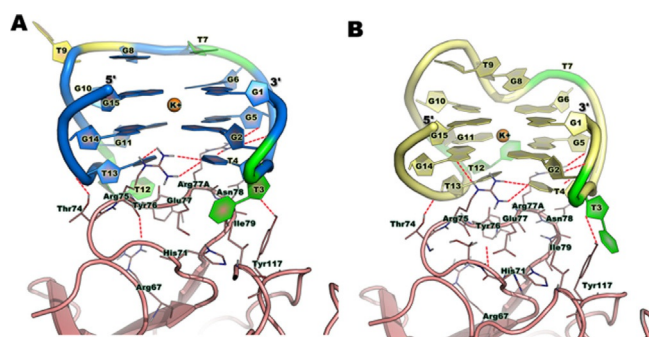 A
T9
G8
T7
G10
5'
G15
K+
G6
3'
G1
G5
G14
G11
G2
T13
T4
T12
Arg77A
Asn78
T3
Arg75
Tyr76
Glu77
Thr74
Ile79
His71
Tyr117
Arg67
B
T7
T9
G8
G10
G6
3'
G1
5'
G15
G11
K+
G5
G14
T12
G2
T13
T4
Arg77A
T3
Thr74
Arg75
Glu77
Asn78
Tyr76
Ile79
His71
Tyr117
Arg67